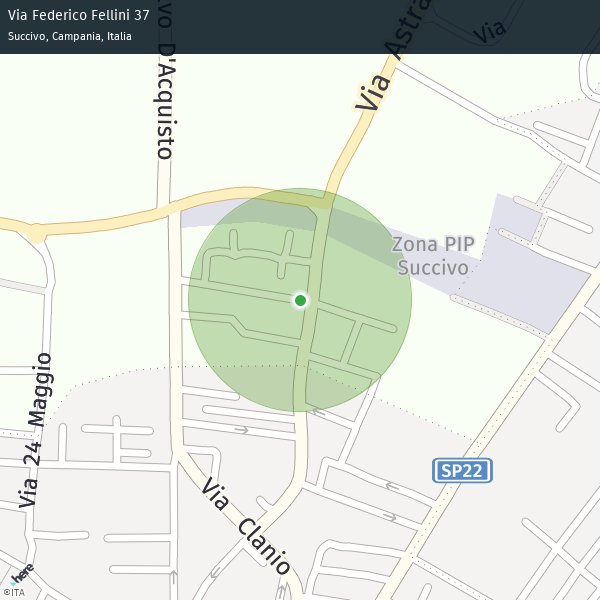 Via Federico Fellini 37
Succivo, Campania, Italia
vo D'Acquisto
Via Astra
Via
Zona PIP
Succivo
Via 24 Maggio
SP22
Via Clanio
here
©ITA